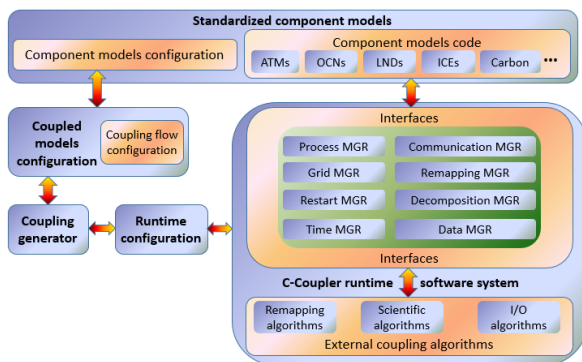 Standardized component models
Component models configuration
Component models code
ATMs
OCNs
LNDs
ICEs
Carbon
•••
Coupled
models
configuration
Coupling flow
configuration
Coupling
generator
Runtime
configuration
Interfaces
Process MGR
Communication MGR
Grid MGR
Remapping MGR
Restart MGR
Decomposition MGR
Time MGR
Data MGR
Interfaces
C-Coupler runtime software system
Remapping
algorithms
Scientific
algorithms
I/O
algorithms
External coupling algorithms